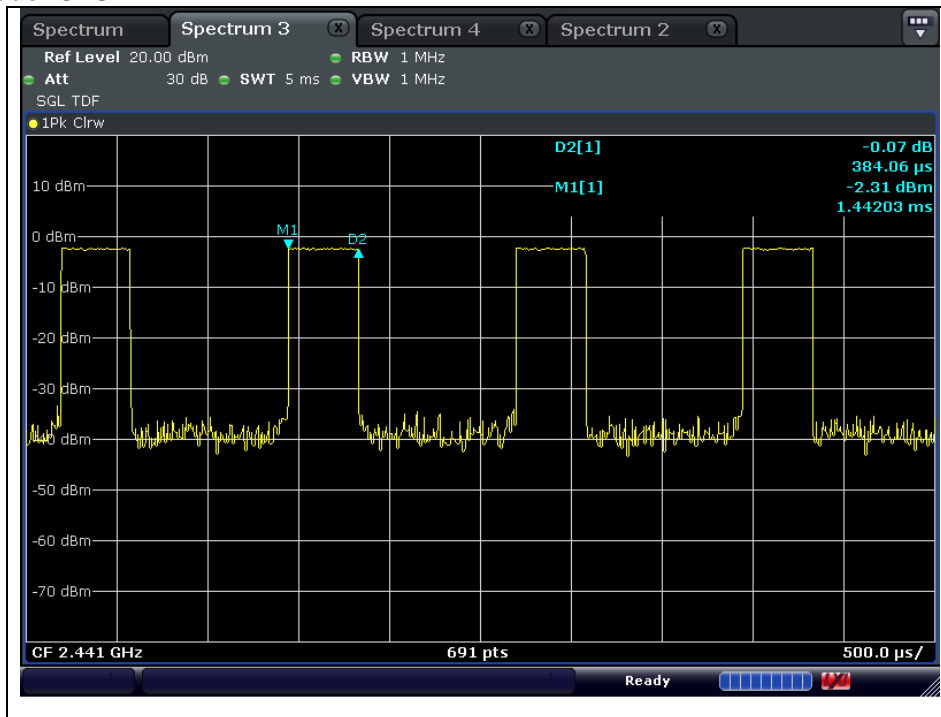 Spectrum Spectrum 3 X Spectrum 4 X Spectrum 2 X
Ref Level 20.00 dBm RBW 1 MHz
Att 30 dB SWT 5 ms VBW 1 MHz
SGL TDF
1Pk Clrw
D2[1] -0.07 dB
384.06 µs
10 dBm M1[1] -2.31 dBm
1.44203 ms
M1
0 dBm D2
-10 dBm
-20 dBm
-30 dBm
-40 dBm
-50 dBm
-60 dBm
-70 dBm
CF 2.441 GHz 691 pts 500.0 µs/
Ready